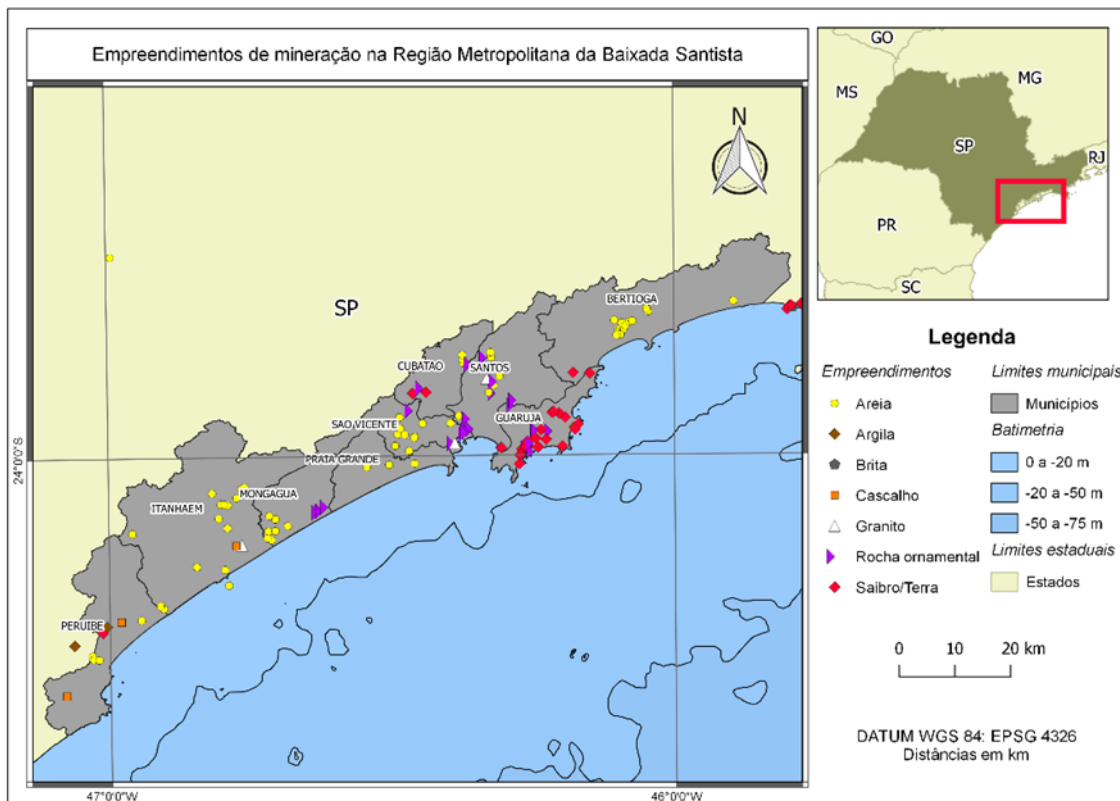 Empreendimentos de mineração na Região Metropolitana da Baixada Santista
N
SP
BERTIOGA
CUBATAO
SANTOS
GUARUJA
SAO VICENTE
PRAIA GRANDE
MONGAGUA
ITANHAEM
PERUIBE
24°0'0"S
47°0'0"W
46°0'0"W
GO
MS
MG
SP
RJ
PR
SC
Legenda
Empreendimentos
Areia
Argila
Brita
Cascalho
Granito
Rocha ornamental
Saibro/Terra
Limites municipais
Municípios
Batimetria
0 a -20 m
-20 a -50 m
-50 a -75 m
Limites estaduais
Estados
0 10 20 km
DATUM WGS 84: EPSG 4326
Distâncias em km